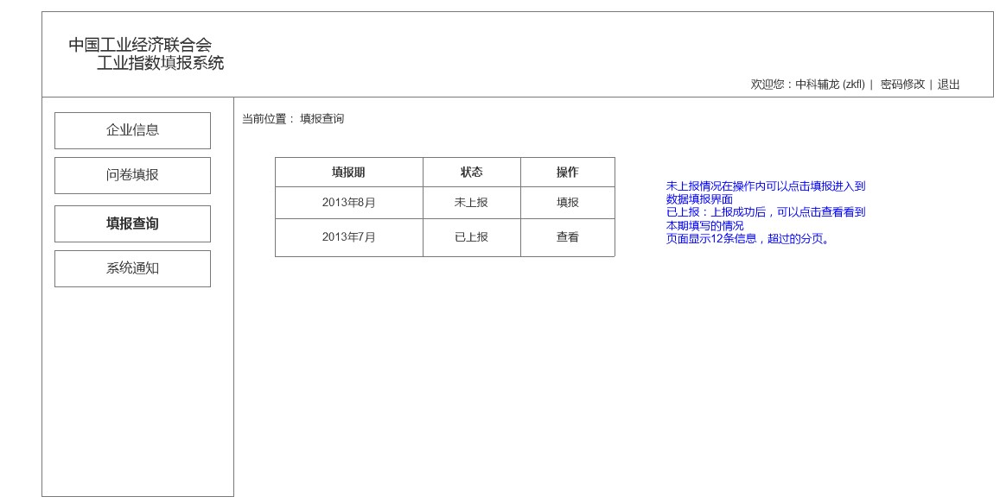 中国工业经济联合会
工业指数填报系统
欢迎您：中科辅龙 (zkfl) | 密码修改 | 退出
企业信息
问卷填报
填报查询
系统通知
当前位置： 填报查询
填报期 状态 操作
2013年8月 未上报 填报
2013年7月 已上报 查看
未上报情况在操作内可以点击填报进入到
数据填报界面
已上报：上报成功后，可以点击查看看到
本期填写的情况
页面显示12条信息，超过的分页。